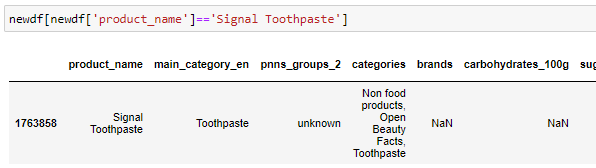 newdf[newdf['product_name']=='Signal Toothpaste']
product_name main_category_en pnns_groups_2 categories brands carbohydrates_100g sug
1763858 Signal Toothpaste Toothpaste unknown Non food products, Open Beauty Facts, Toothpaste NaN NaN